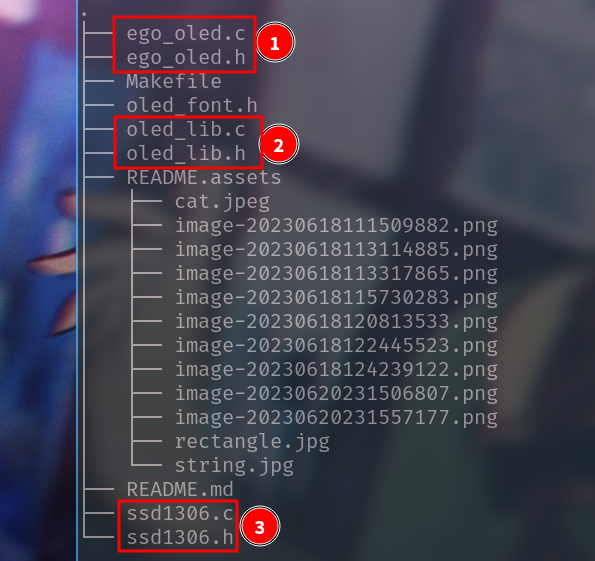 .
ego_oled.c
ego_oled.h
1
Makefile
oled_font.h
oled_lib.c
oled_lib.h
2
README.assets
cat.jpeg
image-20230618111509882.png
image-20230618113114885.png
image-20230618113317865.png
image-20230618115730283.png
image-20230618120813533.png
image-20230618122445523.png
image-20230618124239122.png
image-20230620231506807.png
image-20230620231557177.png
rectangle.jpg
string.jpg
README.md
ssd1306.c
ssd1306.h
3